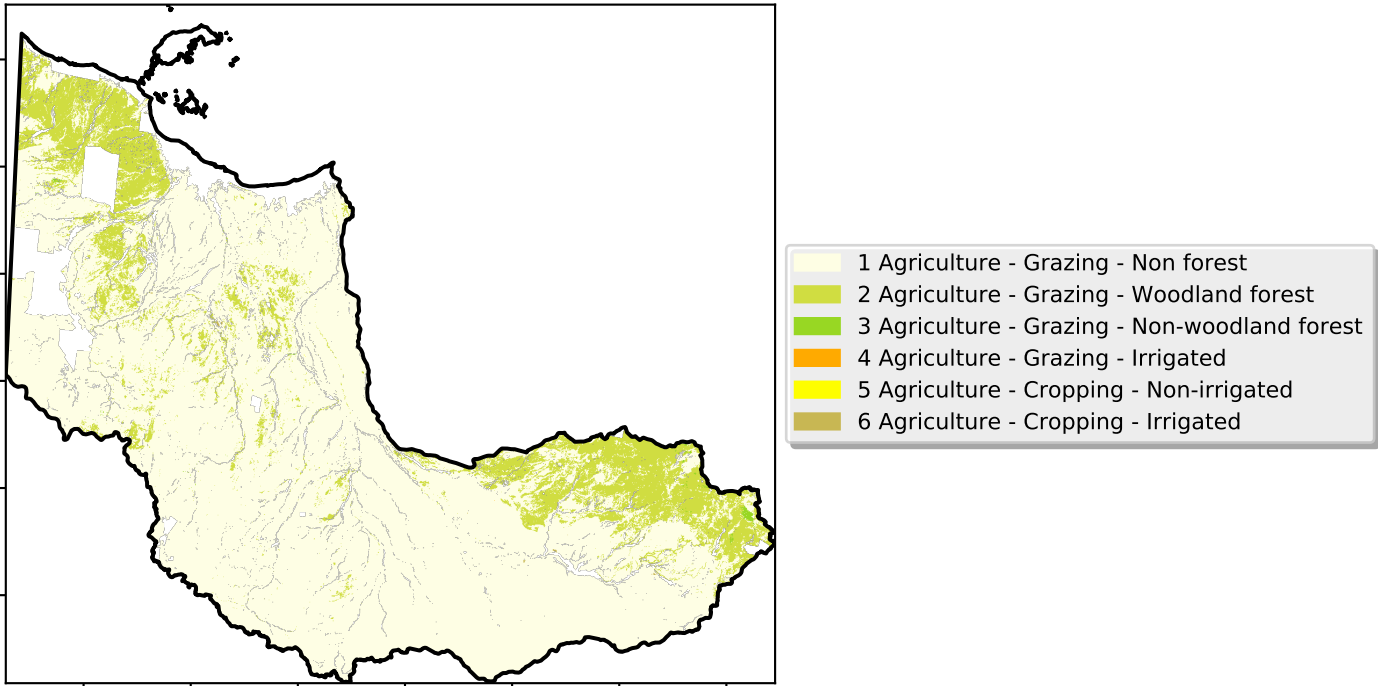 1 Agriculture - Grazing - Non forest
2 Agriculture - Grazing - Woodland forest
3 Agriculture - Grazing - Non-woodland forest
4 Agriculture - Grazing - Irrigated
5 Agriculture - Cropping - Non-irrigated
6 Agriculture - Cropping - Irrigated